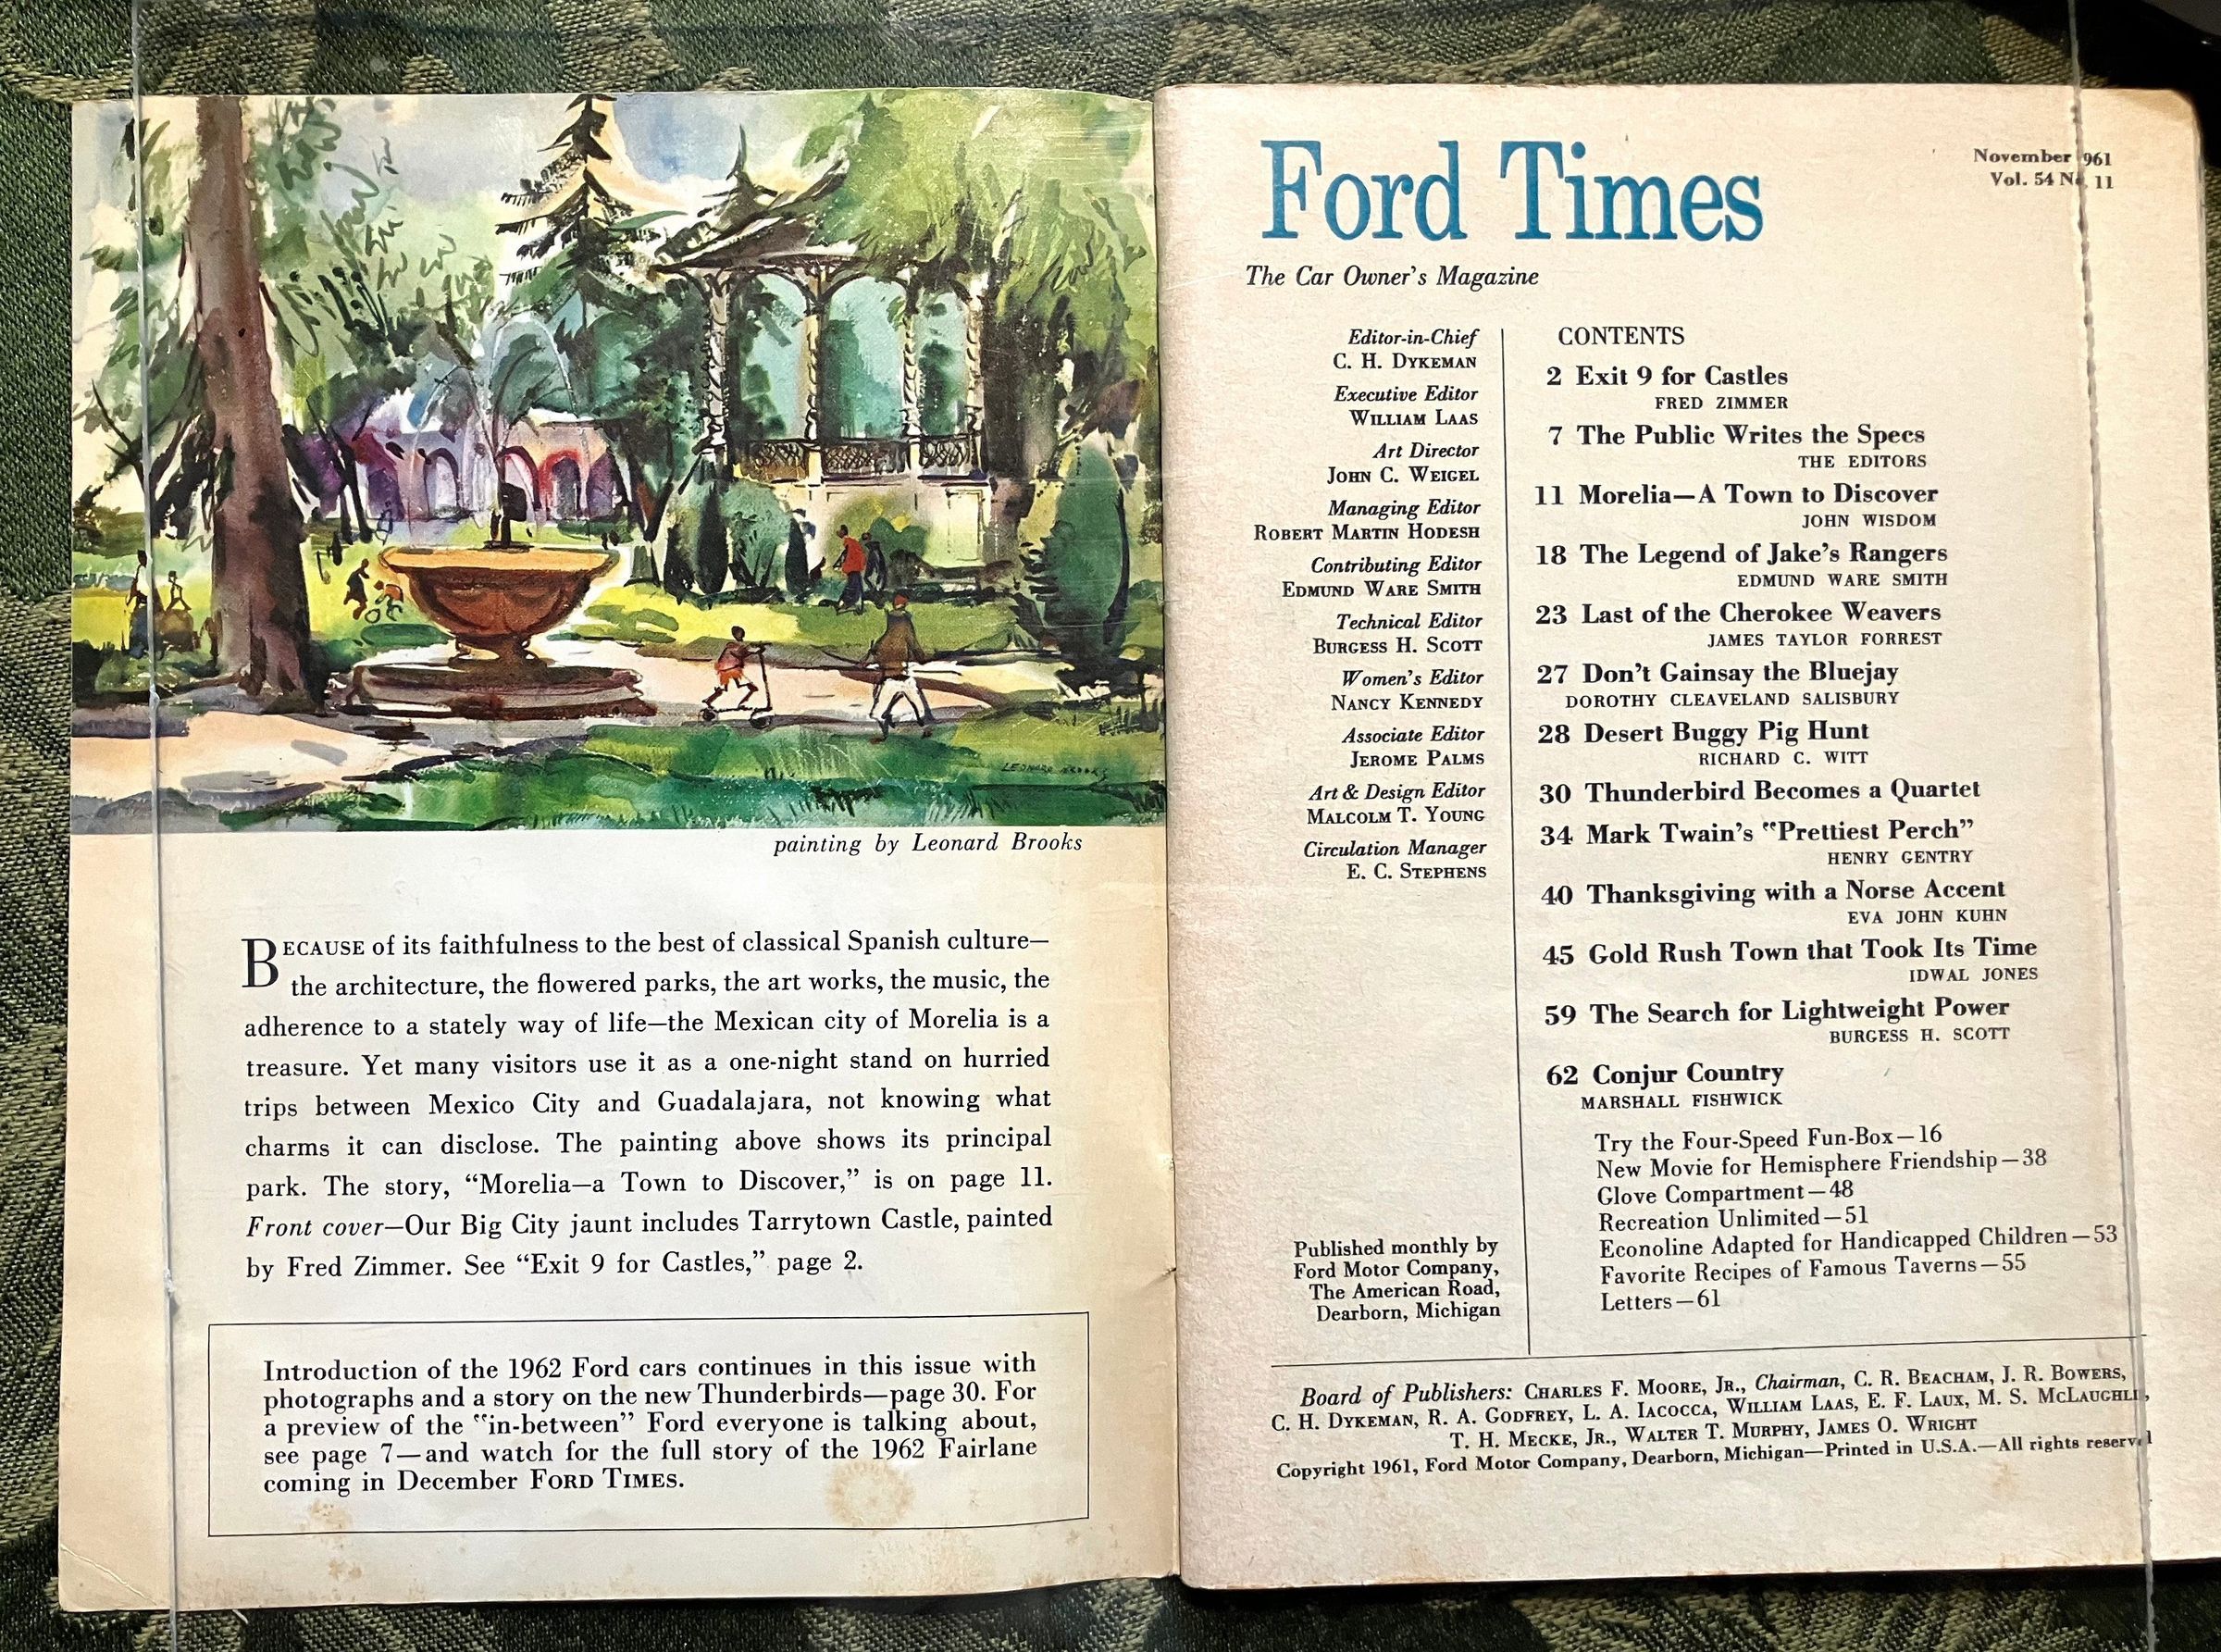 LEONARD BROOKS
painting by Leonard Brooks
BECAUSE of its faithfulness to the best of classical Spanish culture—
the architecture, the flowered parks, the art works, the music, the
adherence to a stately way of life—the Mexican city of Morelia is a
treasure. Yet many visitors use it as a one-night stand on hurried
trips between Mexico City and Guadalajara, not knowing what
charms it can disclose. The painting above shows its principal
park. The story, “Morelia—a Town to Discover,” is on page 11.
Front cover—Our Big City jaunt includes Tarrytown Castle, painted
by Fred Zimmer. See “Exit 9 for Castles,” page 2.
Introduction of the 1962 Ford cars continues in this issue with
photographs and a story on the new Thunderbirds—page 30. For
a preview of the “in-between” Ford everyone is talking about,
see page 7—and watch for the full story of the 1962 Fairlane
coming in December FORD TIMES.
Ford Times
November 961
Vol. 54 No. 11
The Car Owner's Magazine
Editor-in-Chief
C. H. DYKEMAN
Executive Editor
WILLIAM LAAS
Art Director
JOHN C. WEIGEL
Managing Editor
ROBERT MARTIN HODESH
Contributing Editor
EDMUND WARE SMITH
Technical Editor
BURGESS H. SCOTT
Women's Editor
NANCY KENNEDY
Associate Editor
JEROME PALMS
Art & Design Editor
MALCOLM T. YOUNG
Circulation Manager
E. C. STEPHENS
Published monthly by
Ford Motor Company,
The American Road,
Dearborn, Michigan
CONTENTS
2 Exit 9 for Castles
FRED ZIMMER
7 The Public Writes the Specs
THE EDITORS
11 Morelia—A Town to Discover
JOHN WISDOM
18 The Legend of Jake's Rangers
EDMUND WARE SMITH
23 Last of the Cherokee Weavers
JAMES TAYLOR FORREST
27 Don't Gainsay the Bluejay
DOROTHY CLEAVELAND SALISBURY
28 Desert Buggy Pig Hunt
RICHARD C. WITT
30 Thunderbird Becomes a Quartet
34 Mark Twain's “Prettiest Perch”
HENRY GENTRY
40 Thanksgiving with a Norse Accent
EVA JOHN KUHN
45 Gold Rush Town that Took Its Time
IDWAL JONES
59 The Search for Lightweight Power
BURGESS H. SCOTT
62 Conjur Country
MARSHALL FISHWICK
Try the Four-Speed Fun-Box—16
New Movie for Hemisphere Friendship—38
Glove Compartment—48
Recreation Unlimited—51
Econoline Adapted for Handicapped Children—53
Favorite Recipes of Famous Taverns—55
Letters—61
Board of Publishers: CHARLES F. MOORE, JR., Chairman, C. R. BEACHAM, J. R. BOWERS,
C. H. DYKEMAN, R. A. GODFREY, L. A. IACOCCA, WILLIAM LAAS, E. F. LAUX, M. S. MCLAUGHLIN,
T. H. MECKE, JR., WALTER T. MURPHY, JAMES O. WRIGHT
Copyright 1961, Ford Motor Company, Dearborn, Michigan—Printed in U.S.A.—All rights reserved